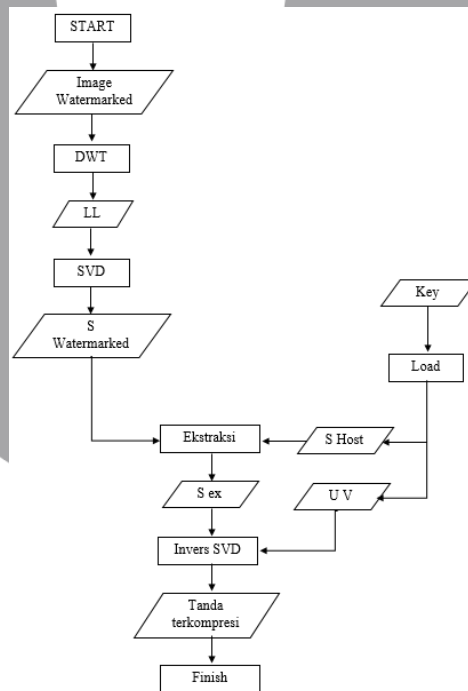 START
Image
Watermarked
DWT
LL
SVD
S
Watermarked
Key
Load
Ekstraksi
S Host
S ex
U V
Invers SVD
Tanda
terkompresi
Finish